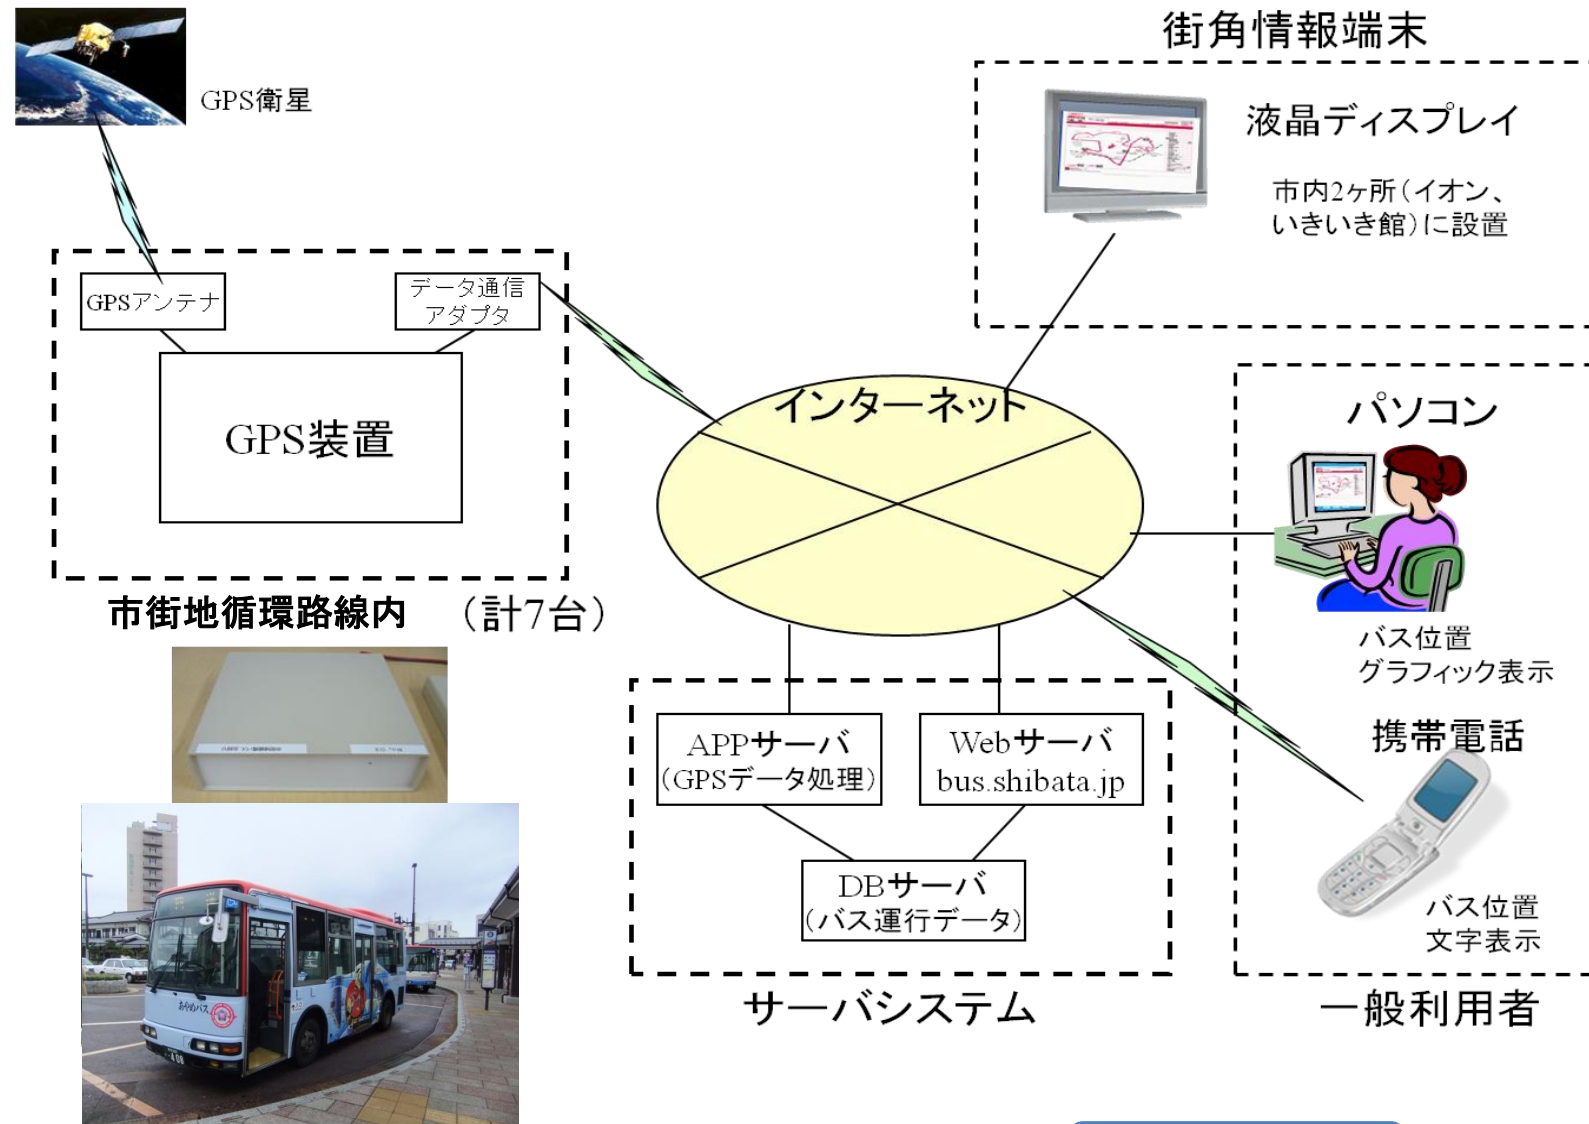 街角情報端末
GPS衛星
液晶ディスプレイ
市内2ヶ所(イオン、
いきいき館)に設置
GPSアンテナ
データ通信
アダプタ
GPS装置
インターネット
パソコン
市街地循環路線内 (計7台)
バス位置
グラフィック表示
携帯電話
APPサーバ
(GPSデータ処理)
Webサーバ
bus.shibata.jp
DBサーバ
(バス運行データ)
バス位置
文字表示
サーバシステム
一般利用者
あやめバス
408